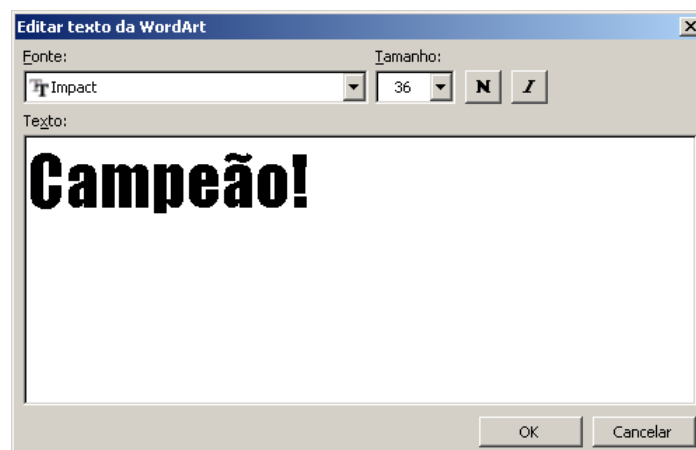 Editar texto da WordArt
Fonte: Tamanho:
Impact 36 N I
Texto:
Campeão!
OK Cancelar